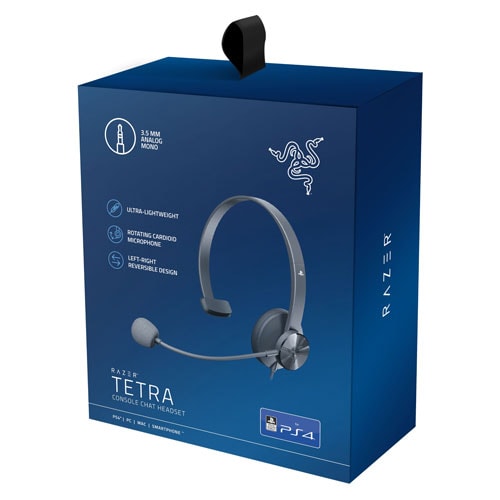 3.5 MM
ANALOG
MONO
ULTRA-LIGHTWEIGHT
ROTATING CARDIOID
MICROPHONE
LEFT-RIGHT
REVERSIBLE DESIGN
RAZER
TETRA
CONSOLE CHAT HEADSET
PS4™ | PC | MAC | SMARTPHONE
PS4
RAZER